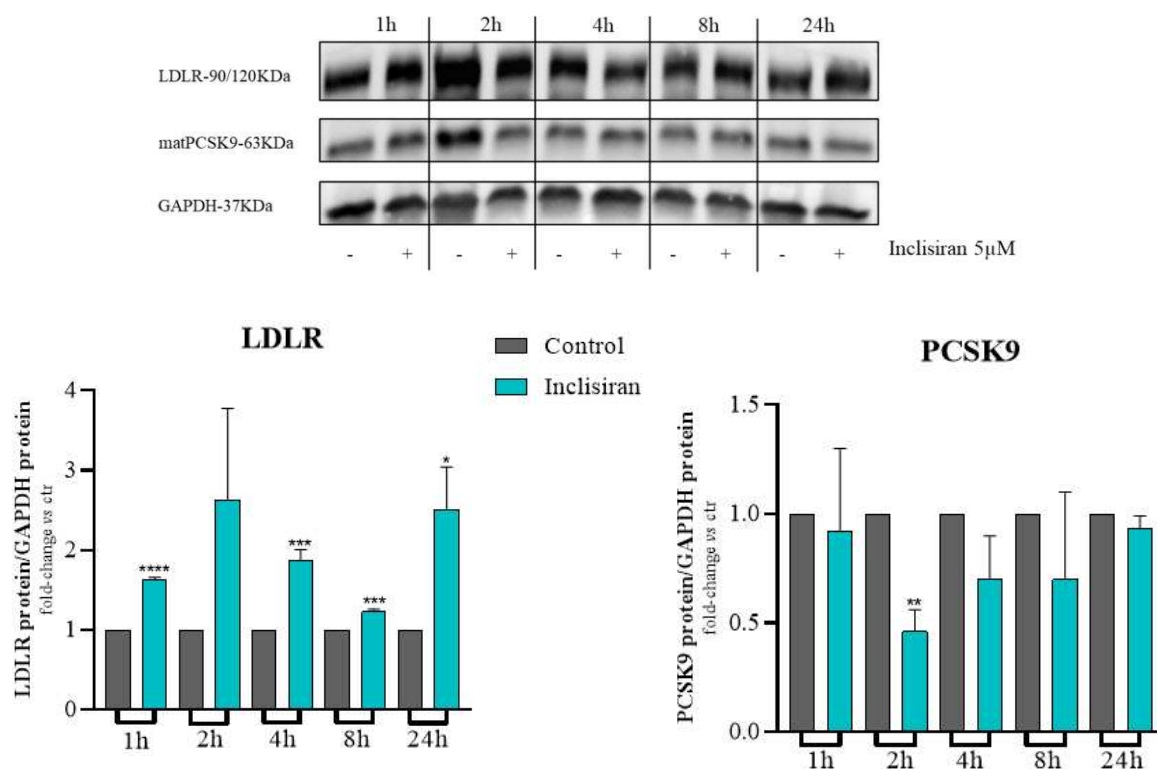 1h 2h 4h 8h 24h
LDLR-90/120KDa
matPCSK9-63KDa
GAPDH-37KDa
- + - + - + - + - + Inclisiran 5µM
LDLR
Control
Inclisiran
PCSK9
LDLR protein/GAPDH protein
fold-change vs ctr
4
3
2
1
0
****
***
***
*
1h 2h 4h 8h 24h
PCSK9 protein/GAPDH protein
fold-change vs ctr
1.5
1.0
0.5
0.0
**
1h 2h 4h 8h 24h